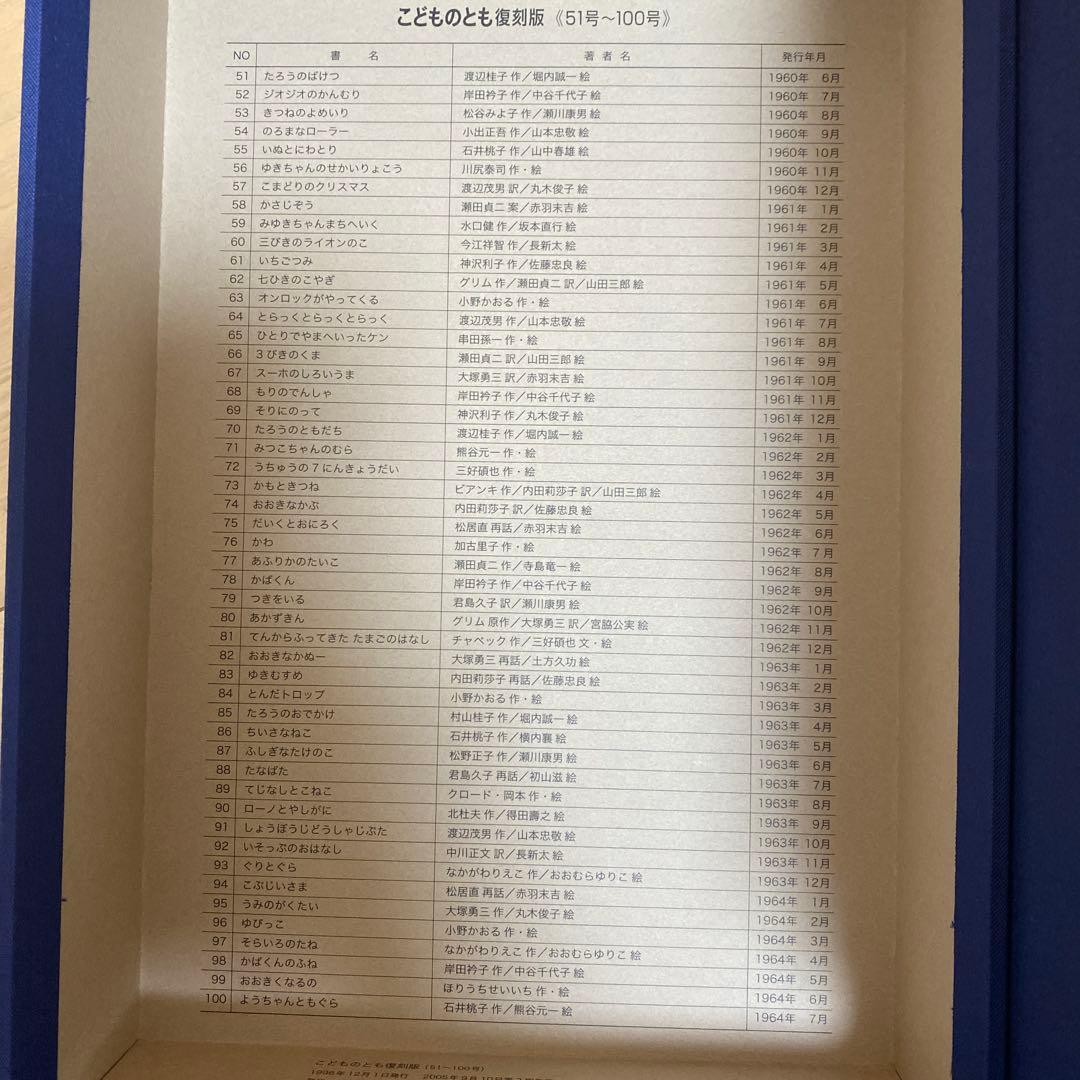 こどものとも復刻版《51号～100号》
NO 書名 著者名 発行年月
51 たろうのばけつ 渡辺桂子 作／堀内誠一 絵 1960年 6月
52 ジオジオのかんむり 岸田衿子 作／中谷千代子 絵 1960年 7月
53 きつねのよめいり 松谷みよ子 作／瀬川康男 絵 1960年 8月
54 のろまなローラー 小出正吾 作／山本忠敬 絵 1960年 9月
55 いぬとにわとり 石井桃子 作／山中春雄 絵 1960年 10月
56 ゆきちゃんのせかいりょこう 川尻泰司 作・絵 1960年 11月
57 こまどりのクリスマス 渡辺茂男 訳／丸木俊子 絵 1960年 12月
58 かさじぞう 瀬田貞二 案／赤羽末吉 絵 1961年 1月
59 みゆきちゃんまちへいく 水口健 作／坂本直行 絵 1961年 2月
60 三びきのライオンのこ 今江祥智 作／長新太 絵 1961年 3月
61 いちごつみ 神沢利子 作／佐藤忠良 絵 1961年 4月
62 七ひきのこやぎ グリム 作／瀬田貞二 訳／山田三郎 絵 1961年 5月
63 オンロックがやってくる 小野かおる 作・絵 1961年 6月
64 とらっくとらっくとらっく 渡辺茂男 作／山本忠敬 絵 1961年 7月
65 ひとりでやまへいったケン 串田孫一 作・絵 1961年 8月
66 3びきのくま 瀬田貞二 訳／山田三郎 絵 1961年 9月
67 スーホのしろいうま 大塚勇三 訳／赤羽末吉 絵 1961年 10月
68 もりのでんしゃ 岸田衿子 作／中谷千代子 絵 1961年 11月
69 そりにのって 神沢利子 作／丸木俊子 絵 1961年 12月
70 たろうのともだち 渡辺桂子 作／堀内誠一 絵 1962年 1月
71 みつこちゃんのむら 熊谷元一 作・絵 1962年 2月
72 うちゅうの7にんきょうだい 三好碩也 作・絵 1962年 3月
73 かもときつね ビアンキ 作／内田莉莎子 訳／山田三郎 絵 1962年 4月
74 おおきなかぶ 内田莉莎子 訳／佐藤忠良 絵 1962年 5月
75 だいくとおにろく 松居直 再話／赤羽末吉 絵 1962年 6月
76 かわ 加古里子 作・絵 1962年 7月
77 あふりかのたいこ 瀬田貞二 作／寺島竜一 絵 1962年 8月
78 かばくん 岸田衿子 作／中谷千代子 絵 1962年 9月
79 つきをいる 君島久子 訳／瀬川康男 絵 1962年 10月
80 あかずきん グリム 原作／大塚勇三 訳／宮脇公実 絵 1962年 11月
81 てんからふってきた たまごのはなし チャペック 作／三好碩也 文・絵 1962年 12月
82 おおきなかぬー 大塚勇三 再話／土方久功 絵 1963年 1月
83 ゆきむすめ 内田莉莎子 再話／佐藤忠良 絵 1963年 2月
84 とんだトロップ 小野かおる 作・絵 1963年 3月
85 たろうのおでかけ 村山桂子 作／堀内誠一 絵 1963年 4月
86 ちいさなねこ 石井桃子 作／横内襄 絵 1963年 5月
87 ふしぎなたけのこ 松野正子 作／瀬川康男 絵 1963年 6月
88 たなばた 君島久子 再話／初山滋 絵 1963年 7月
89 てじなしとこねこ クロード・岡本 作・絵 1963年 8月
90 ローノとやしがに 北杜夫 作／得田壽之 絵 1963年 9月
91 しょうぼうじどうしゃじぷた 渡辺茂男 作／山本忠敬 絵 1963年 10月
92 いそっぷのおはなし 中川正文 訳／長新太 絵 1963年 11月
93 ぐりとぐら なかがわりえこ 作／おおむらゆりこ 絵 1963年 12月
94 こぶじいさま 松居直 再話／赤羽末吉 絵 1964年 1月
95 うみのがくたい 大塚勇三 作／丸木俊子 絵 1964年 2月
96 ゆびっこ 小野かおる 作・絵 1964年 3月
97 そらいろのたね なかがわりえこ 作／おおむらゆりこ 絵 1964年 4月
98 かばくんのふね 岸田衿子 作／中谷千代子 絵 1964年 5月
99 おおきくなるの ほりうちせいいち 作・絵 1964年 6月
100 ようちゃんともぐら 石井桃子 作／熊谷元一 絵 1964年 7月
こどものとも復刻版（51～100号）